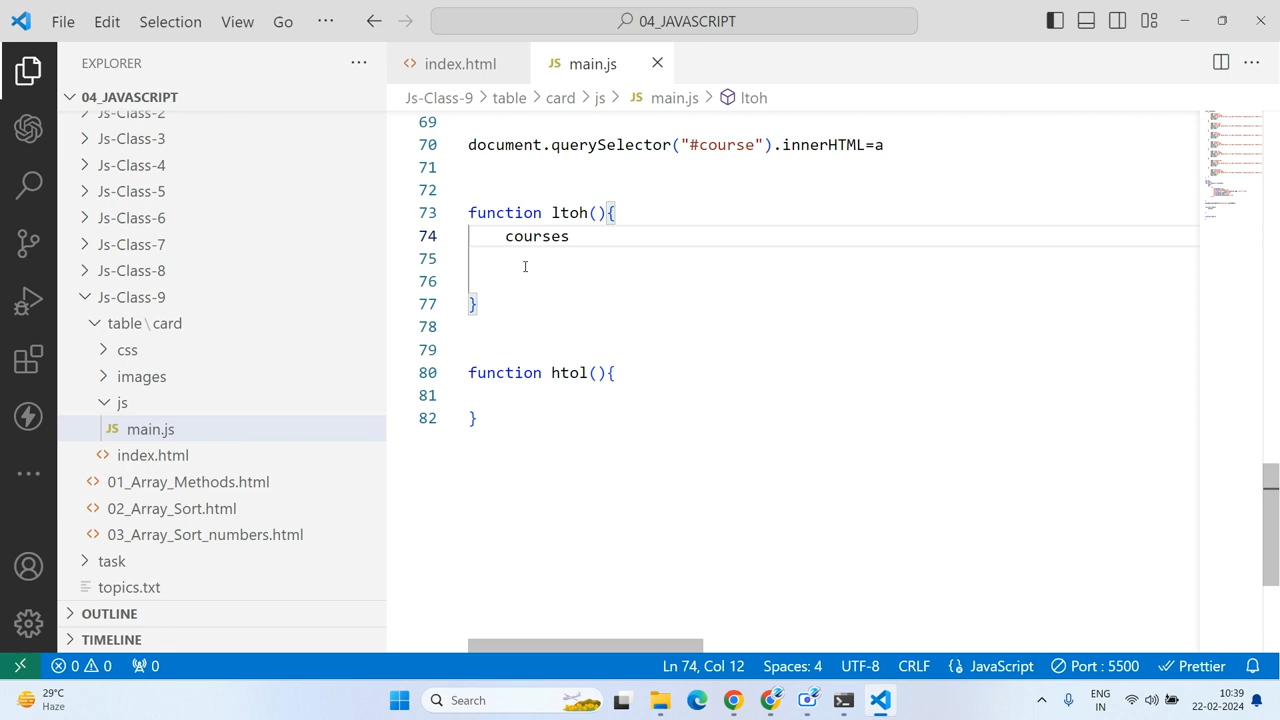 File Edit Selection View Go ··· 04_JAVASCRIPT
EXPLORER ···
04_JAVASCRIPT
Js-Class-2
Js-Class-3
Js-Class-4
Js-Class-5
Js-Class-6
Js-Class-7
Js-Class-8
Js-Class-9
table\card
css
images
js
JS main.js
index.html
01_Array_Methods.html
02_Array_Sort.html
03_Array_Sort_numbers.html
task
topics.txt
OUTLINE
TIMELINE
index.html JS main.js
Js-Class-9 > table > card > js > JS main.js > ltoh
69
70 document.querySelector("#course").innerHTML=a
71
72
73 function ltoh(){
74 courses
75
76
77 }
78
79
80 function htol(){
81
82 }
0 0 0 Ln 74, Col 12 Spaces: 4 UTF-8 CRLF {} JavaScript Port : 5500 Prettier
29°C
Haze
Search
ENG
IN
10:39
22-02-2024